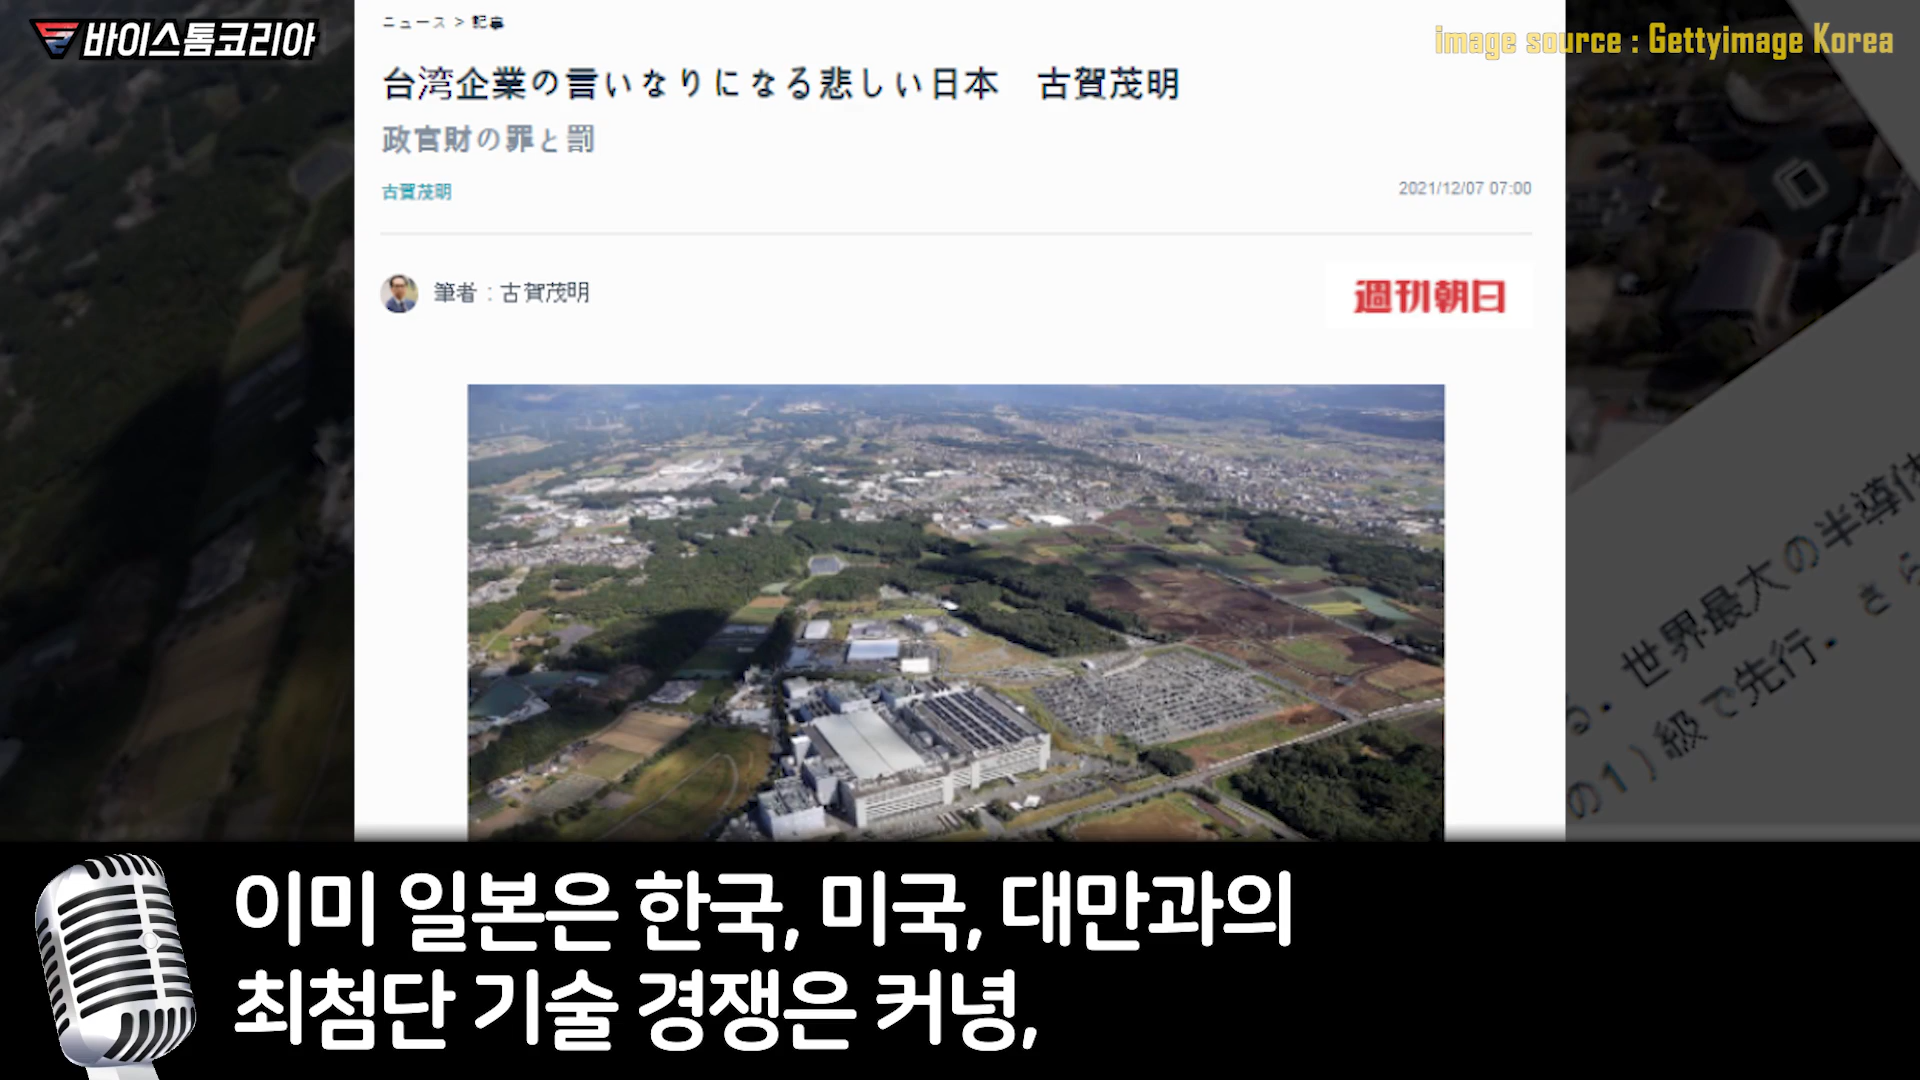 바이스톰코리아
image source : Gettyimage Korea
ニュース > 記事
台湾企業の言いなりになる悲しい日本　古賀茂明
政官財の罪と罰
古賀茂明
2021/12/07 07:00
筆者：古賀茂明
週刊朝日
る．世界最大の半導体
の1）級で先行．さら
이미 일본은 한국, 미국, 대만과의
최첨단 기술 경쟁은 커녕,